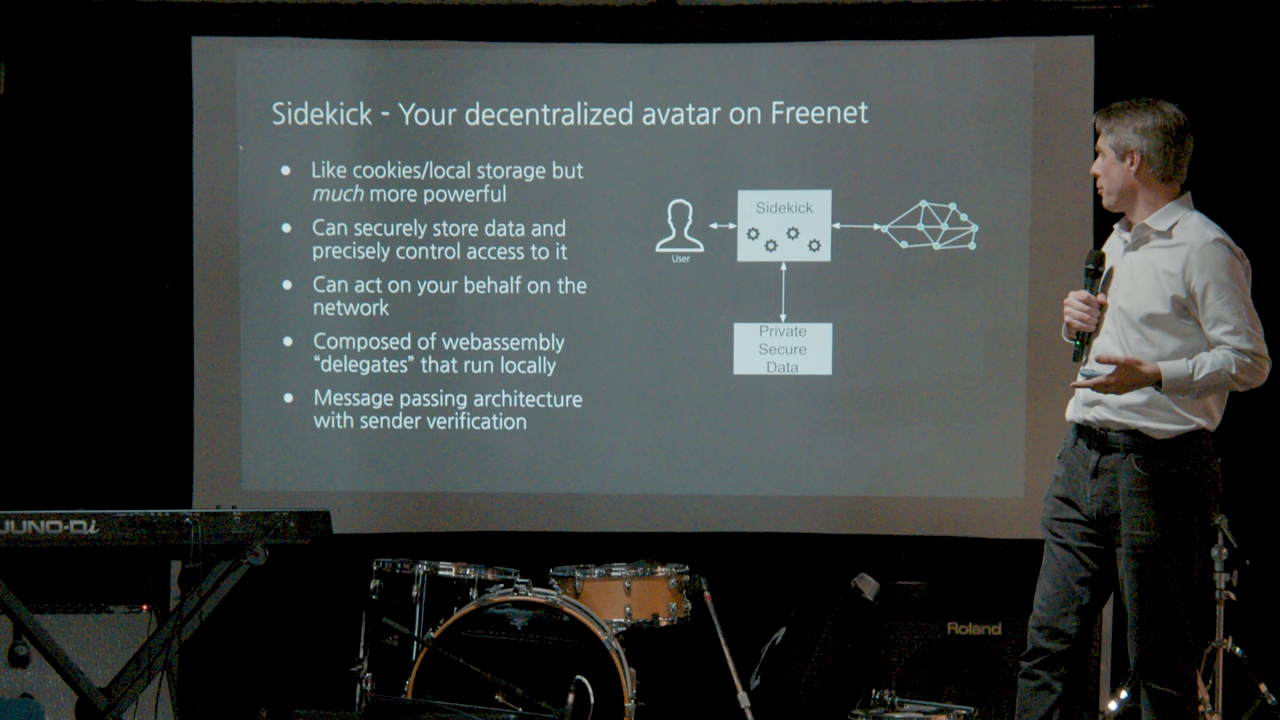 Sidekick - Your decentralized avatar on Freenet
● Like cookies/local storage but
much more powerful
● Can securely store data and
precisely control access to it
● Can act on your behalf on the
network
● Composed of webassembly
“delegates” that run locally
● Message passing architecture
with sender verification
Sidekick
User
Private
Secure
Data
JUNO-Di
Roland